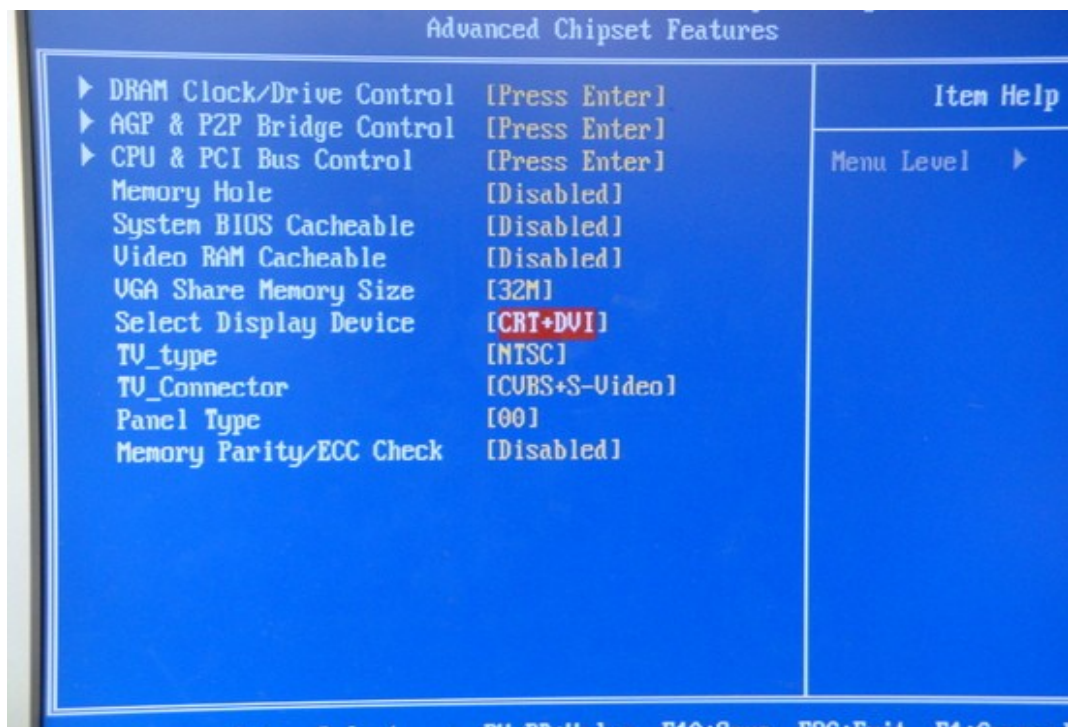 Advanced Chipset Features
DRAM Clock/Drive Control [Press Enter]
AGP & P2P Bridge Control [Press Enter]
CPU & PCI Bus Control [Press Enter]
Memory Hole [Disabled]
System BIOS Cacheable [Disabled]
Video RAM Cacheable [Disabled]
VGA Share Memory Size [32M]
Select Display Device [CRT+DVI]
TV_type [NTSC]
TV_Connector [CVBS+S-Video]
Panel Type [00]
Memory Parity/ECC Check [Disabled]
Item Help
Menu Level